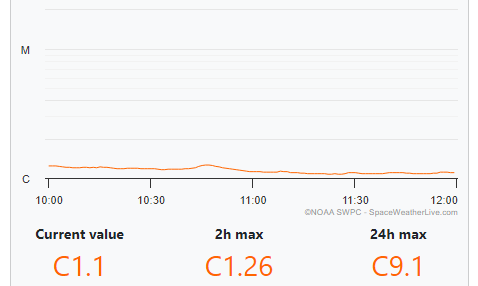 M
C
10:00 10:30 11:00 11:30 12:00
©NOAA SWPC - SpaceWeatherLive.com
Current value 2h max 24h max
C1.1 C1.26 C9.1